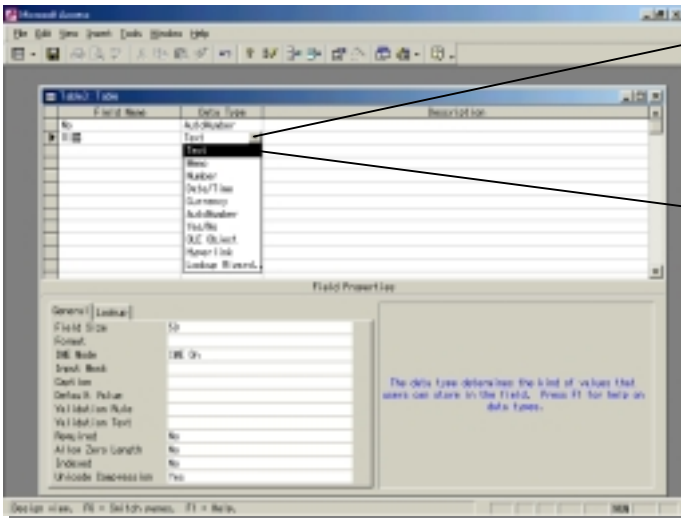 Microsoft Access
File Edit View Insert Tools Window Help
Table2: Table
Field Name Data Type Description
No AutoNumber
Text
Text
Memo
Number
Date/Time
Currency
AutoNumber
Yes/No
OLE Object
Hyperlink
Lookup Wizard...
Field Properties
General Lookup
Field Size 50
Format
IME Mode IME On
Input Mask
Caption
Default Value
Validation Rule
Validation Text
Required No
Allow Zero Length No
Indexed No
Unicode Compression Yes
The data type determines the kind of values that
users can store in the field. Press F1 for help on
data types.
Design view. F6 = Switch panes. F1 = Help.
NUM